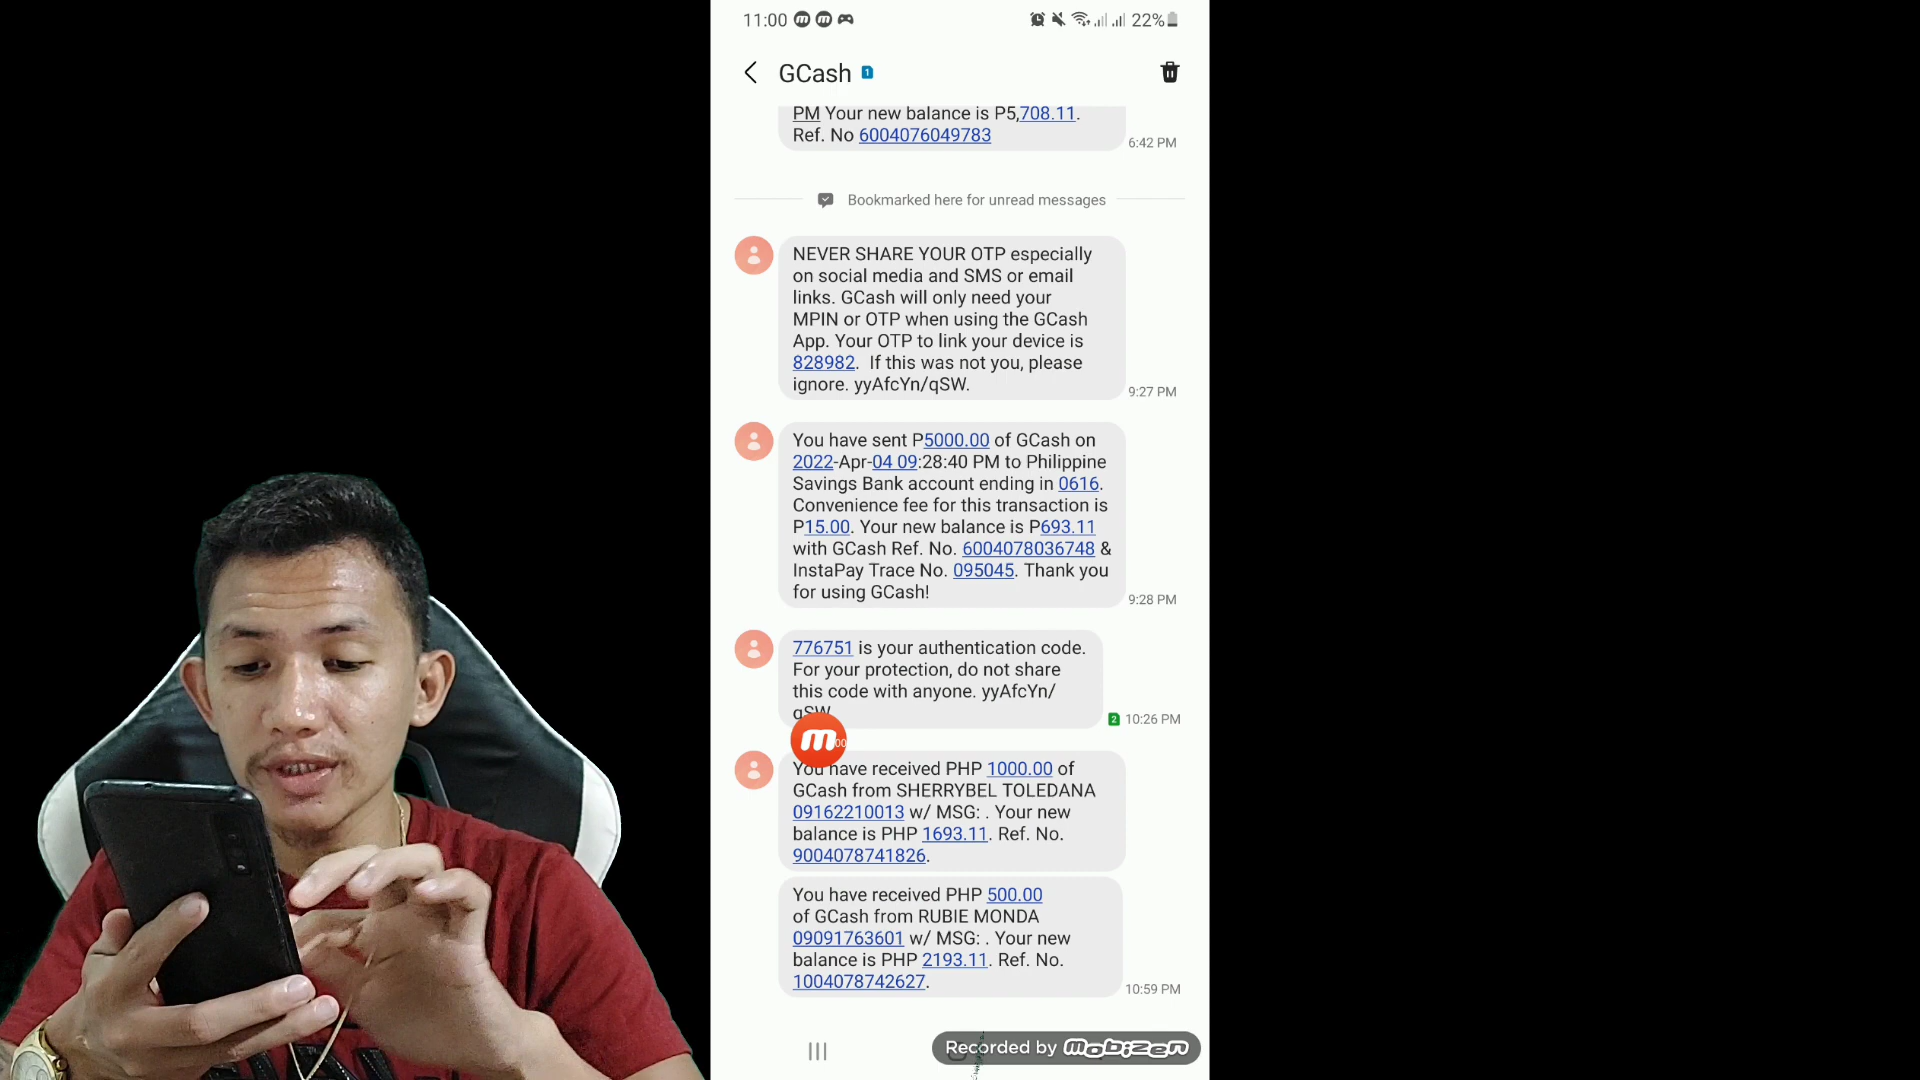 11:00
22%
GCash 1
PM Your new balance is P5,708.11.
Ref. No 6004076049783
6:42 PM
Bookmarked here for unread messages
NEVER SHARE YOUR OTP especially
on social media and SMS or email
links. GCash will only need your
MPIN or OTP when using the GCash
App. Your OTP to link your device is
828982.  If this was not you, please
ignore. yyAfcYn/qSW.
9:27 PM
You have sent P5000.00 of GCash on
2022-Apr-04 09:28:40 PM to Philippine
Savings Bank account ending in 0616.
Convenience fee for this transaction is
P15.00. Your new balance is P693.11
with GCash Ref. No. 6004078036748 &
InstaPay Trace No. 095045. Thank you
for using GCash!
9:28 PM
776751 is your authentication code.
For your protection, do not share
this code with anyone. yyAfcYn/
qSW
2 10:26 PM
m 00
You have received PHP 1000.00 of
GCash from SHERRYBEL TOLEDANA
09162210013 w/ MSG: . Your new
balance is PHP 1693.11. Ref. No.
9004078741826.
You have received PHP 500.00
of GCash from RUBIE MONDA
09091763601 w/ MSG: . Your new
balance is PHP 2193.11. Ref. No.
1004078742627.
10:59 PM
Recorded by mobizen